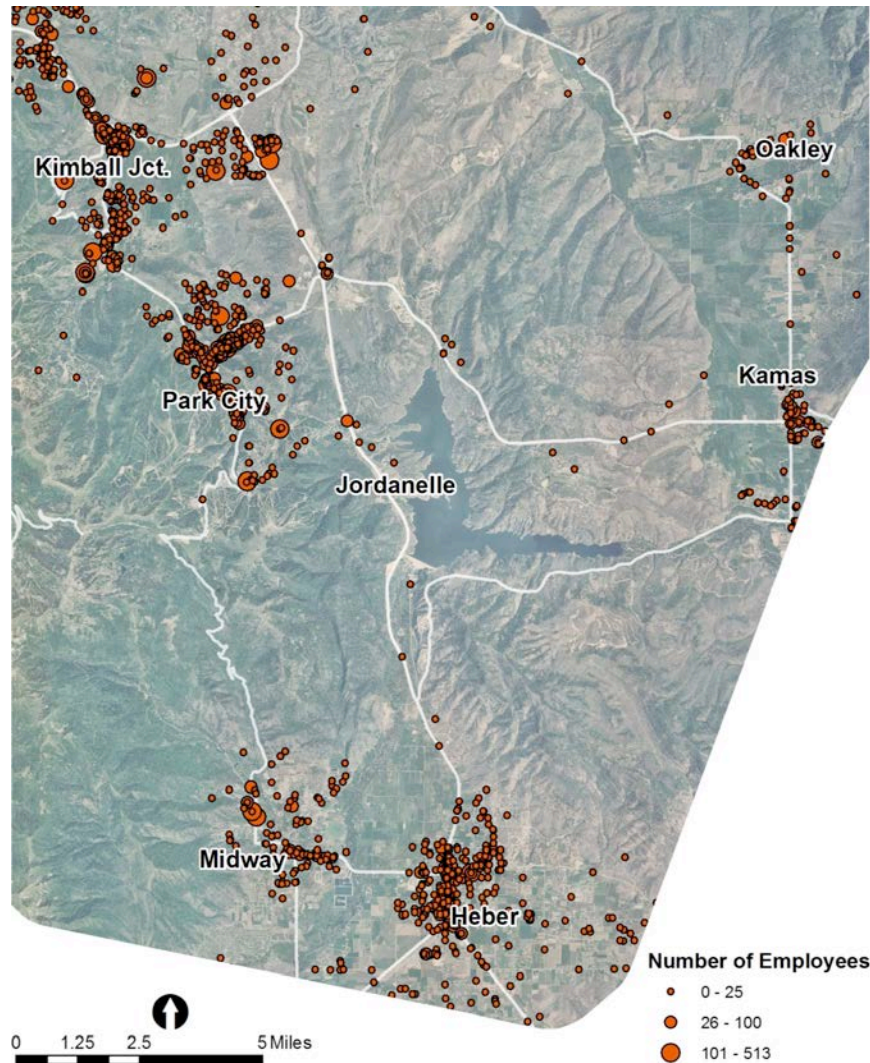 Oakley
Kimball Jct.
Kamas
Park City
Jordanelle
Midway
Heber
Number of Employees
0 - 25
26 - 100
101 - 513
0 1.25 2.5 5 Miles